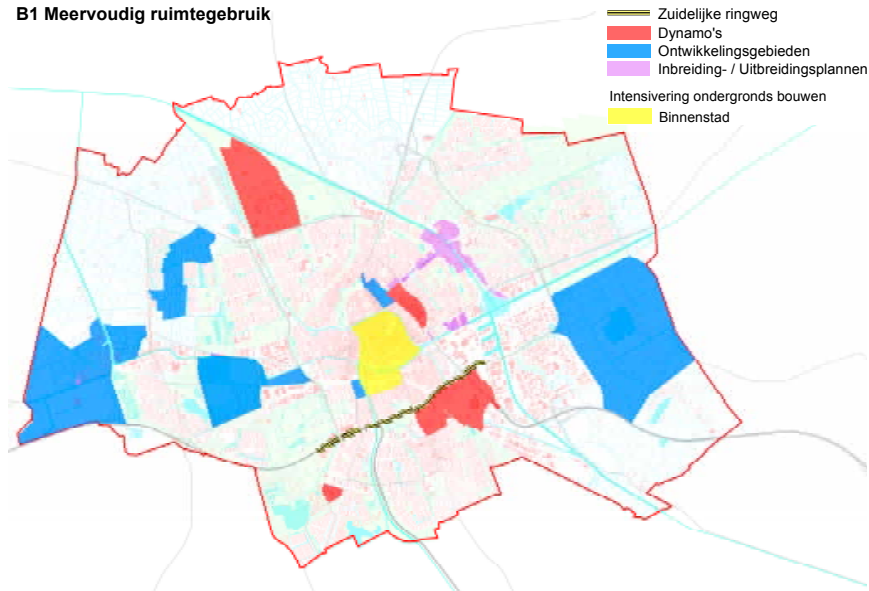 B1 Meervoudig ruimtegebruik
Zuidelijke ringweg
Dynamo's
Ontwikkelingsgebieden
Inbreiding- / Uitbreidingsplannen
Intensivering ondergronds bouwen
Binnenstad